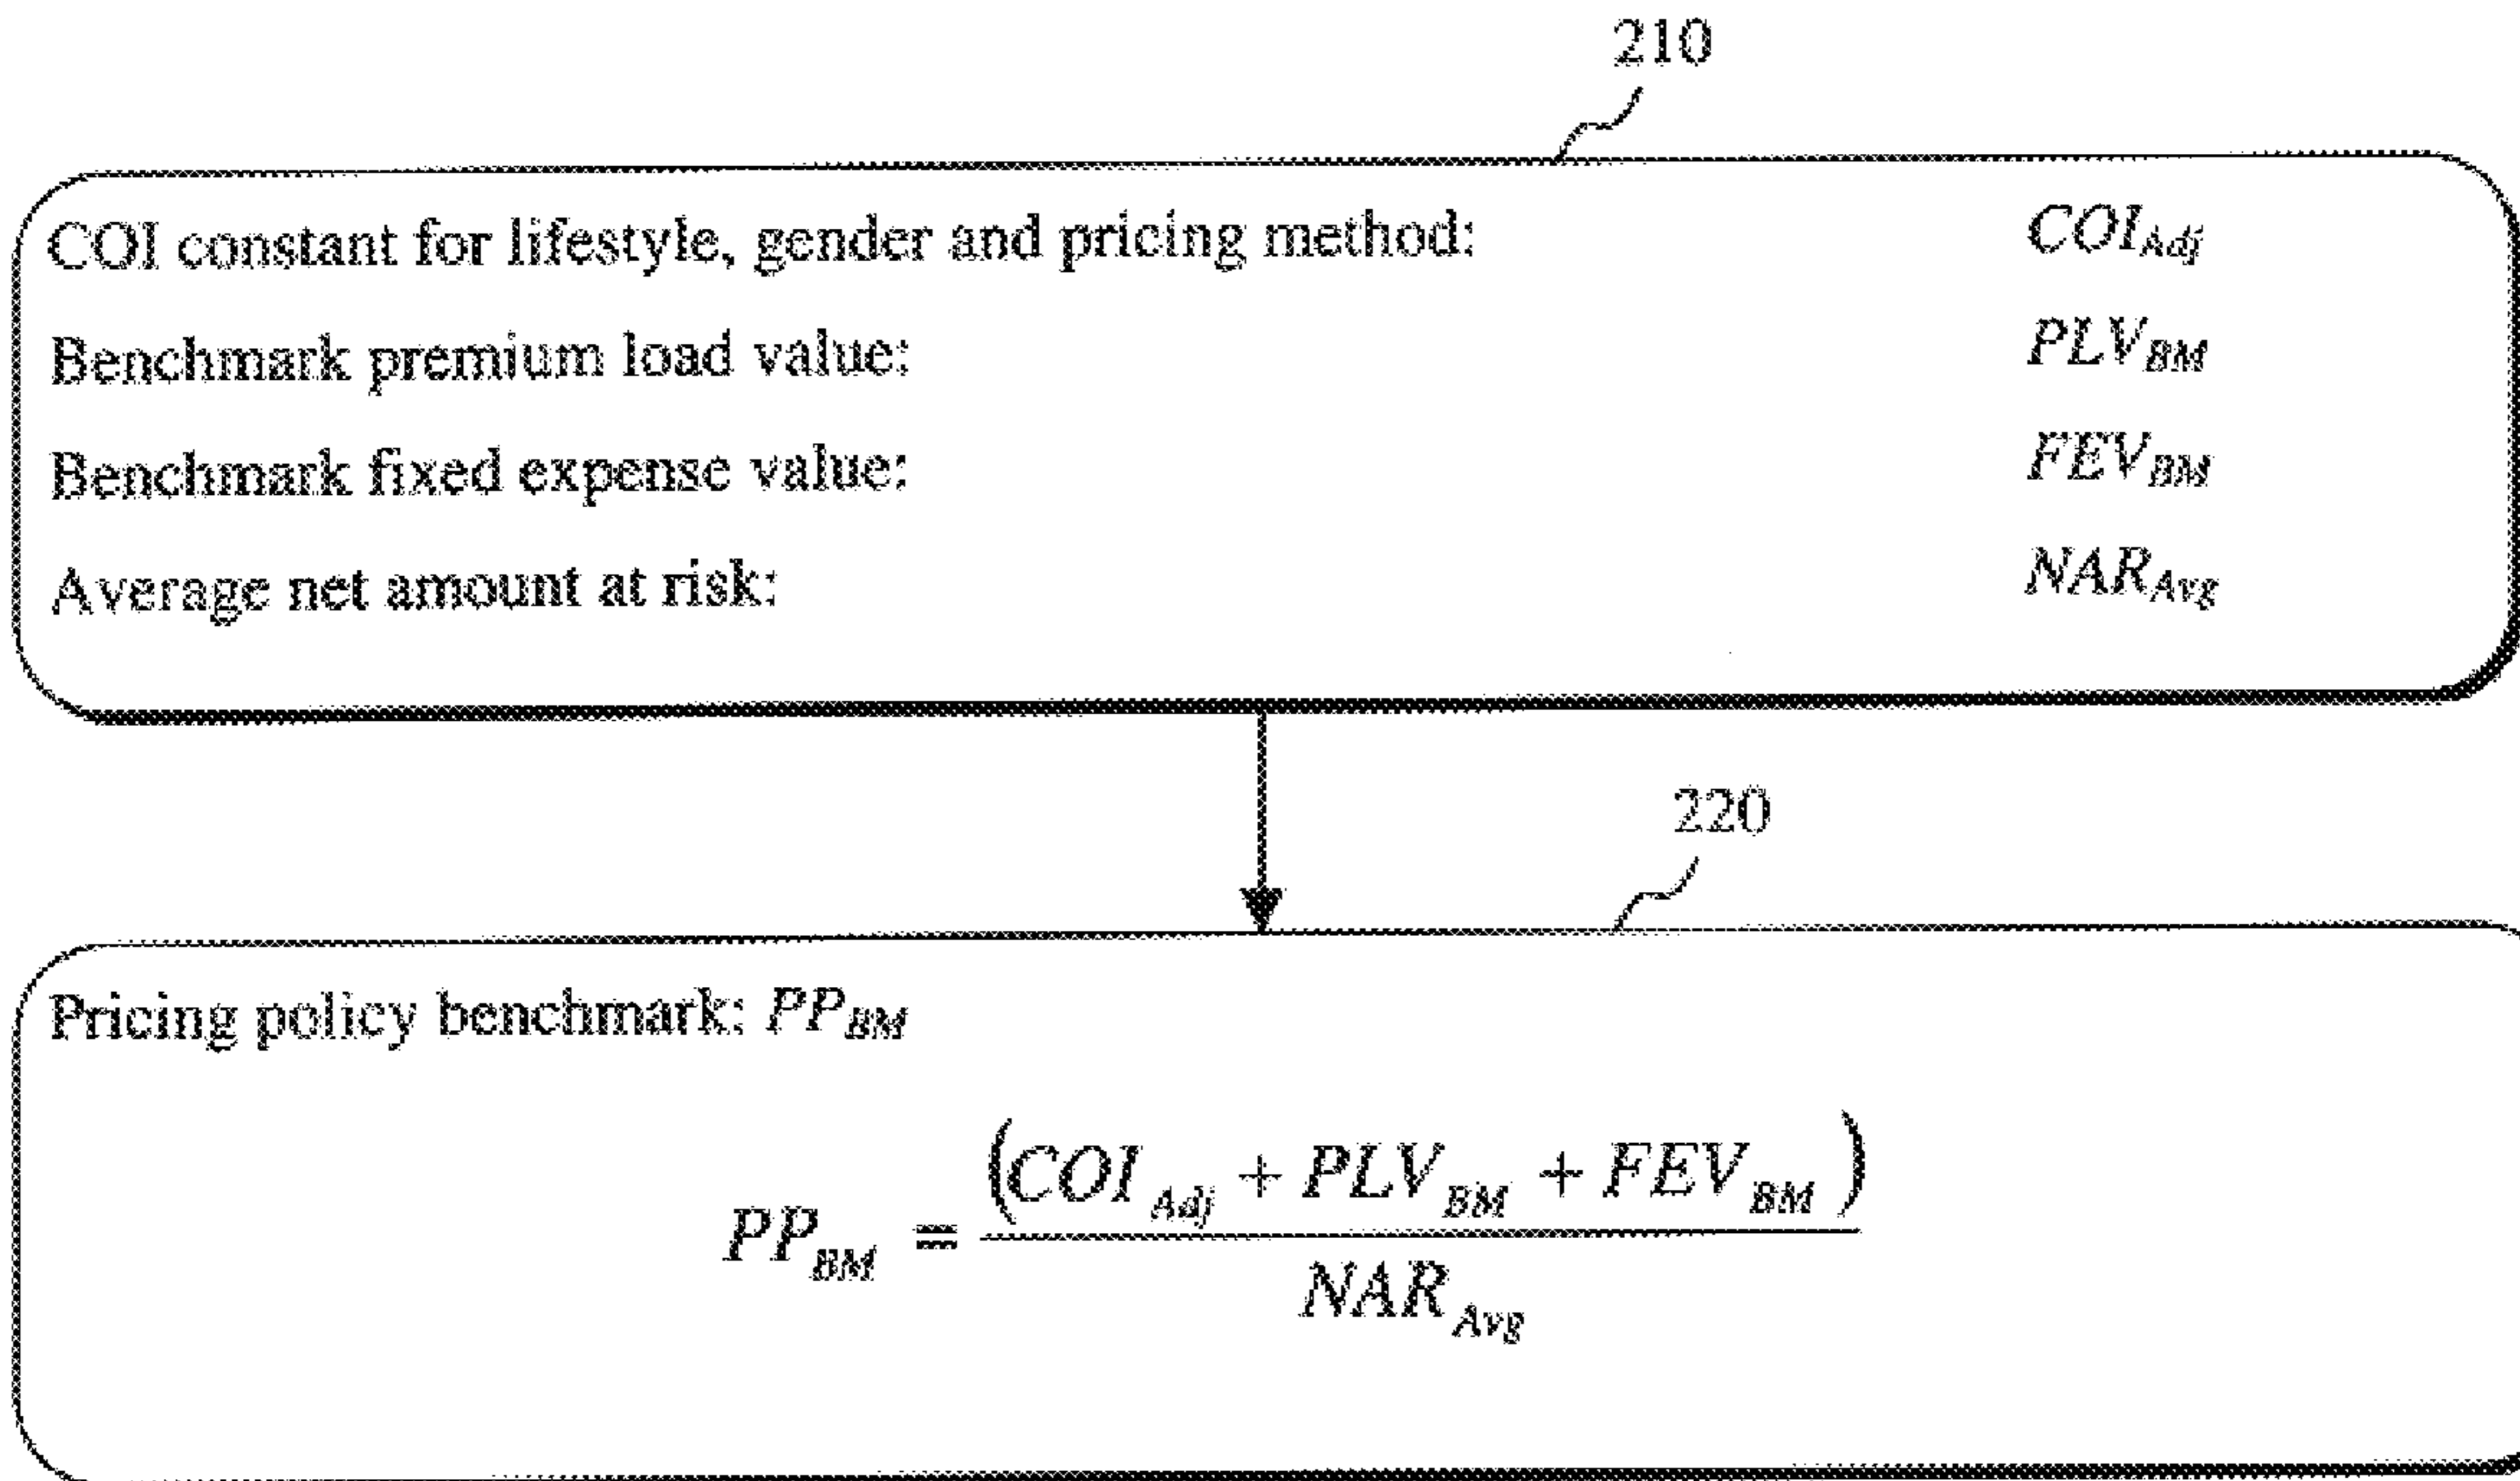 210
COI constant for lifestyle, gender and pricing method: COI_Adj
Benchmark premium load value: PLV_BM
Benchmark fixed expense value: FEV_BM
Average net amount at risk: NAR_Avg
220
Pricing policy benchmark: PP_BM
PP_BM = (COI_Adj + PLV_BM + FEV_BM) / NAR_Avg